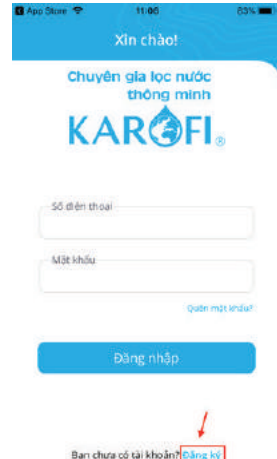 App Store 11:06 83%
Xin chào!
Chuyên gia lọc nước
thông minh
KAROFI®
Số điện thoại
Mật khẩu
Quên mật khẩu?
Đăng nhập
Bạn chưa có tài khoản? Đăng ký